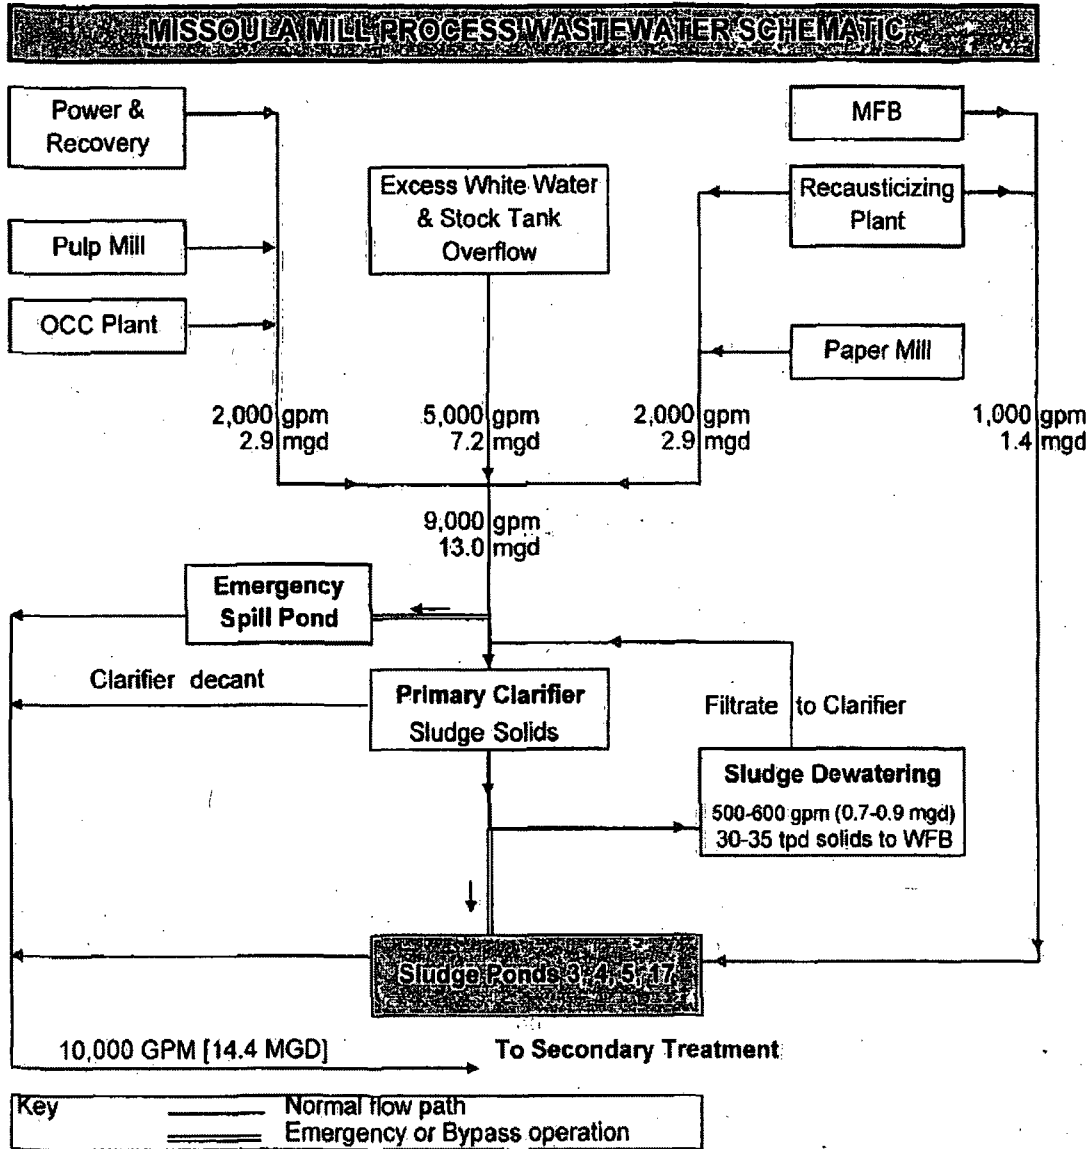 MISSOULA MILL PROCESS WASTEWATER SCHEMATIC
Power &
Recovery
MFB
Excess White Water
& Stock Tank
Overflow
Recausticizing
Plant
Pulp Mill
OCC Plant
Paper Mill
2,000 gpm
2.9 mgd
5,000 gpm
7.2 mgd
2,000 gpm
2.9 mgd
1,000 gpm
1.4 mgd
9,000 gpm
13.0 mgd
Emergency
Spill Pond
Clarifier decant
Primary Clarifier
Sludge Solids
Filtrate to Clarifier
Sludge Dewatering
500-600 gpm (0.7-0.9 mgd)
30-35 tpd solids to WFB
Sludge Ponds 3, 4, 5, 17
10,000 GPM [14.4 MGD]
To Secondary Treatment
Key
Normal flow path
Emergency or Bypass operation